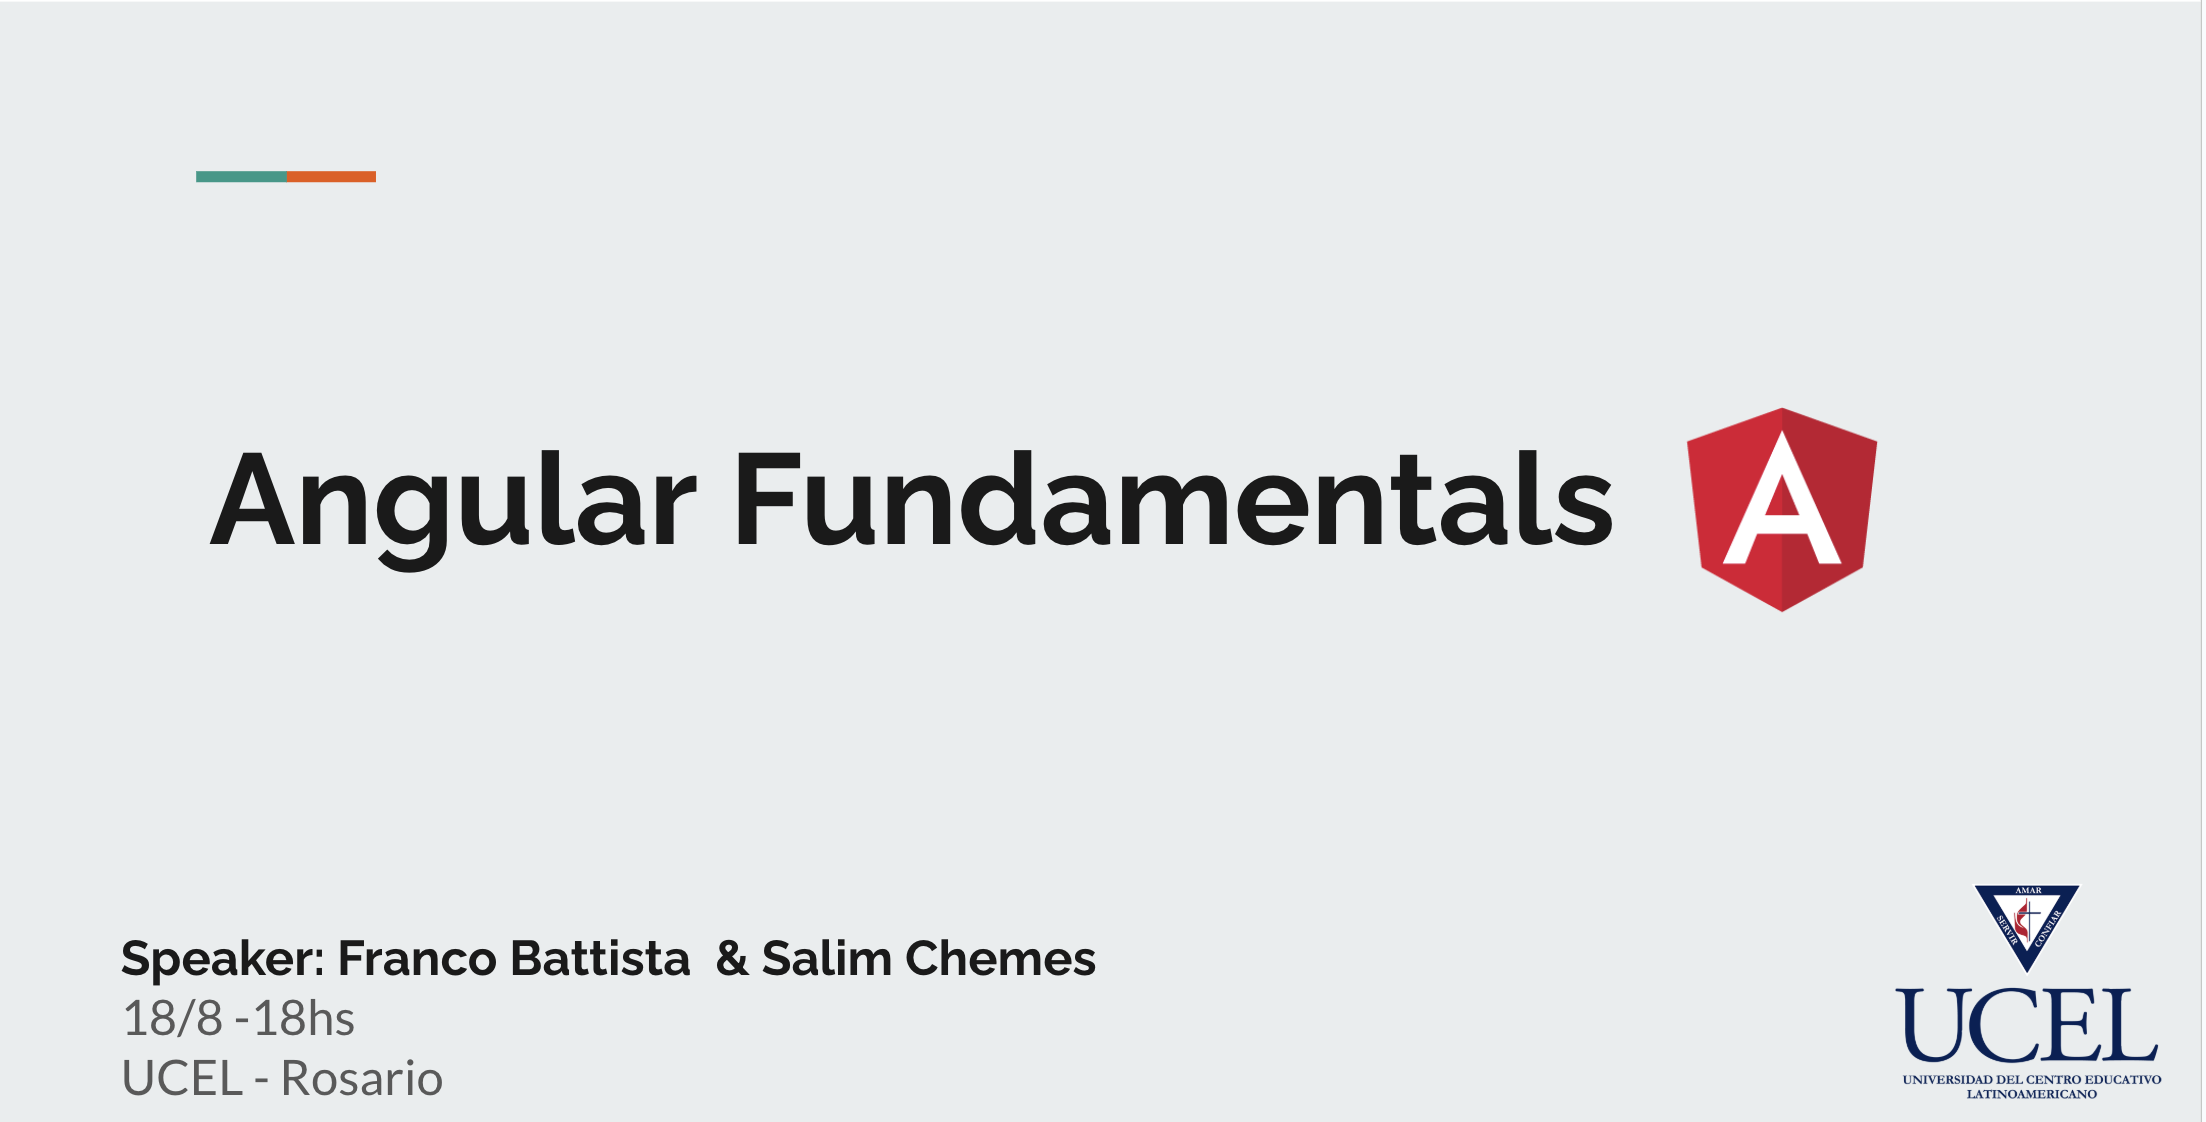 Angular Fundamentals
A
Speaker: Franco Battista  & Salim Chemes
18/8 -18hs
UCEL - Rosario
AMAR
SERVIR
CONFIAR
UCEL
UNIVERSIDAD DEL CENTRO EDUCATIVO
LATINOAMERICANO